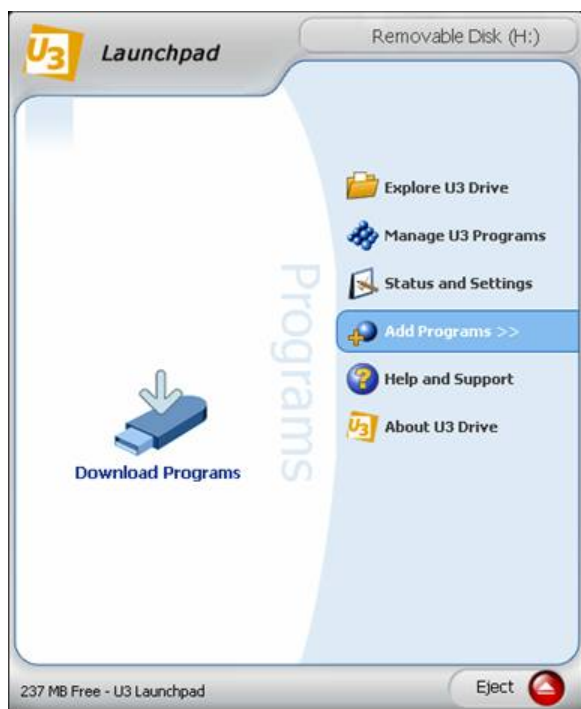 U3 Launchpad
Removable Disk (H:)
Explore U3 Drive
Manage U3 Programs
Status and Settings
Add Programs >>
Help and Support
U3 About U3 Drive
Programs
Download Programs
237 MB Free - U3 Launchpad
Eject